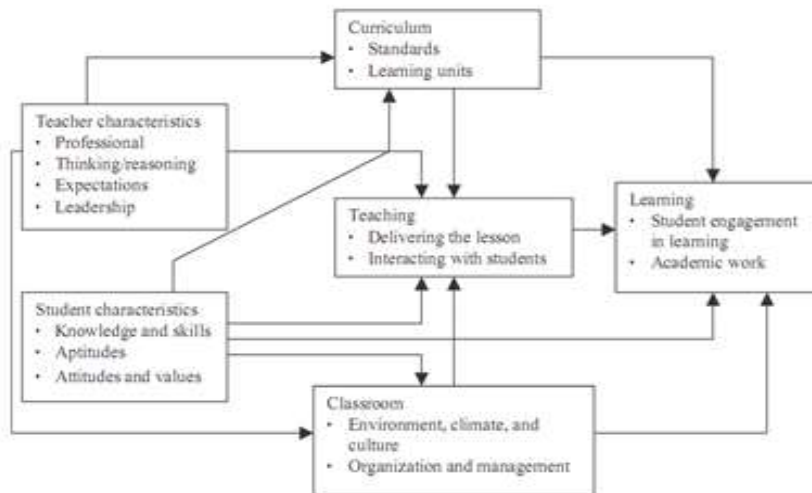 Curriculum
• Standards
• Learning units
Teacher characteristics
• Professional
• Thinking/reasoning
• Expectations
• Leadership
Teaching
• Delivering the lesson
• Interacting with students
Learning
• Student engagement
in learning
• Academic work
Student characteristics
• Knowledge and skills
• Aptitudes
• Attitudes and values
Classroom
• Environment, climate, and
culture
• Organization and management